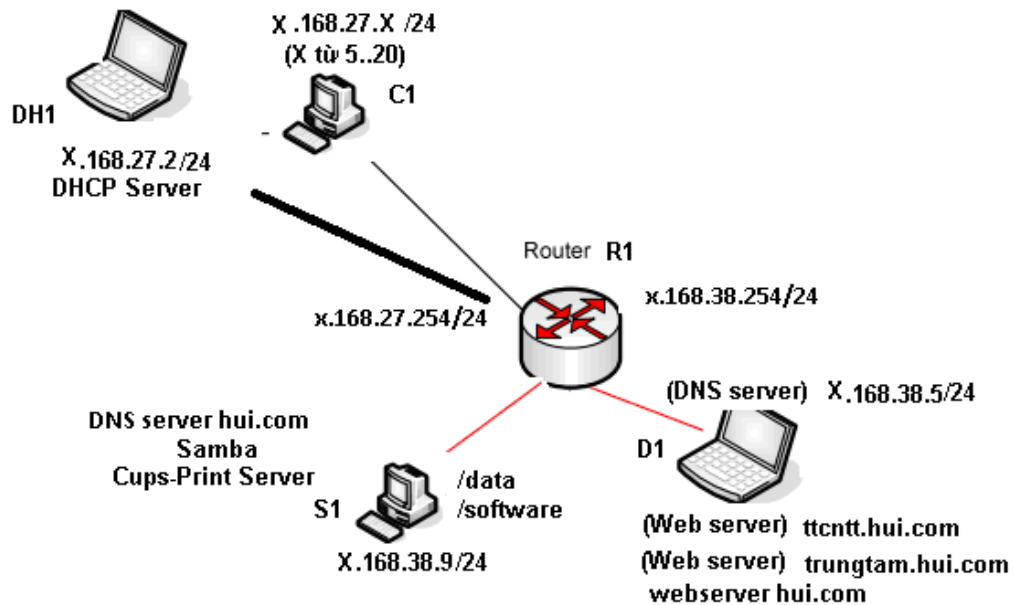 X .168.27.X /24
(X từ 5..20)
C1
DH1
X.168.27.2/24
DHCP Server
-
Router R1
x.168.27.254/24
x.168.38.254/24
(DNS server) X.168.38.5/24
DNS server hui.com
Samba
Cups-Print Server
D1
S1
/data
/software
X.168.38.9/24
(Web server) ttcntt.hui.com
(Web server) trungtam.hui.com
webserver hui.com